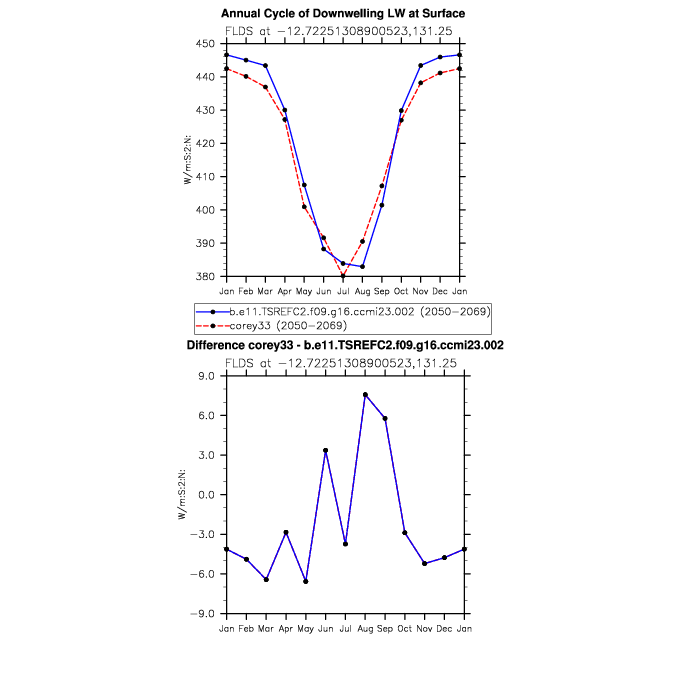 Annual Cycle of Downwelling LW at Surface
FLDS at −12.72251308900523,131.25
450
440
430
420
410
400
390
380
W/m:S:2:N:
Jan Feb Mar Apr May Jun Jul Aug Sep Oct Nov Dec Jan
b.e11.TSREFC2.f09.g16.ccmi23.002 (2050−2069)
corey33 (2050−2069)
Difference corey33 - b.e11.TSREFC2.f09.g16.ccmi23.002
FLDS at −12.72251308900523,131.25
9.0
6.0
3.0
0.0
−3.0
−6.0
−9.0
W/m:S:2:N:
Jan Feb Mar Apr May Jun Jul Aug Sep Oct Nov Dec Jan